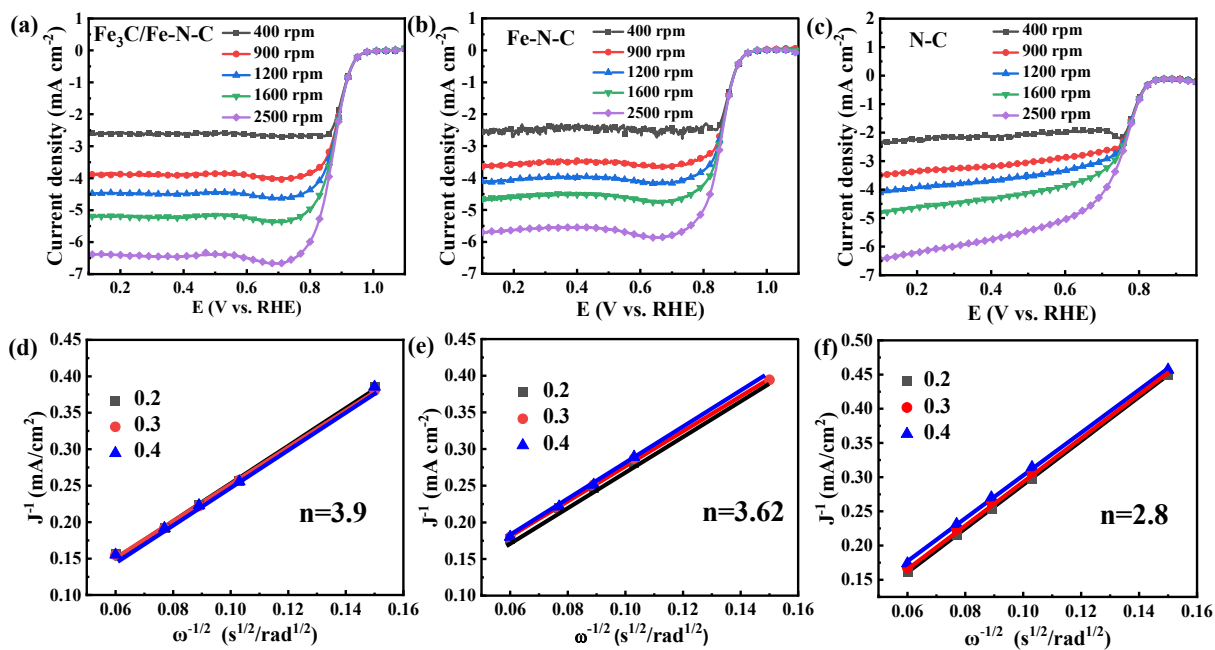 (a)
Fe₃C/Fe-N-C
400 rpm
900 rpm
1200 rpm
1600 rpm
2500 rpm
Current density (mA cm⁻²)
1
0
-1
-2
-3
-4
-5
-6
-7
0.2
0.4
0.6
0.8
1.0
E (V vs. RHE)
(b)
Fe-N-C
400 rpm
900 rpm
1200 rpm
1600 rpm
2500 rpm
Current density (mA cm⁻²)
1
0
-1
-2
-3
-4
-5
-6
-7
0.2
0.4
0.6
0.8
1.0
E (V vs. RHE)
(c)
N-C
400 rpm
900 rpm
1200 rpm
1600 rpm
2500 rpm
Current density (mA cm⁻²)
2
1
0
-1
-2
-3
-4
-5
-6
-7
0.2
0.4
0.6
0.8
E (V vs. RHE)
(d)
0.2
0.3
0.4
n=3.9
J⁻¹ (mA/cm²)
0.45
0.40
0.35
0.30
0.25
0.20
0.15
0.10
0.06
0.08
0.10
0.12
0.14
0.16
ω⁻¹/² (s¹/²/rad¹/²)
(e)
0.2
0.3
0.4
n=3.62
J⁻¹ (mA cm⁻²)
0.40
0.35
0.30
0.25
0.20
0.15
0.10
0.06
0.08
0.10
0.12
0.14
0.16
ω⁻¹/² (s¹/²/rad¹/²)
(f)
0.2
0.3
0.4
n=2.8
J⁻¹ (mA/cm²)
0.50
0.45
0.40
0.35
0.30
0.25
0.20
0.15
0.06
0.08
0.10
0.12
0.14
0.16
ω⁻¹/² (s¹/²/rad¹/²)